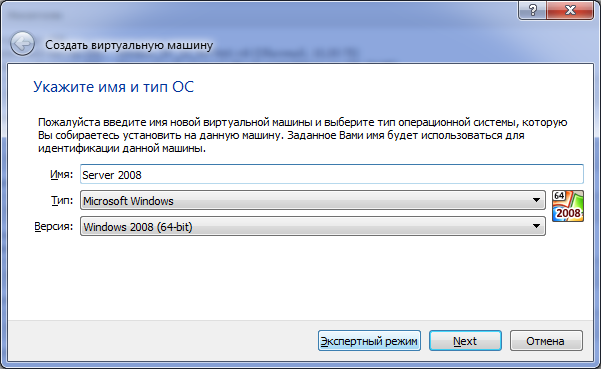 Создать виртуальную машину
Укажите имя и тип ОС
Пожалуйста введите имя новой виртуальной машины и выберите тип операционной системы, которую
Вы собираетесь установить на данную машину. Заданное Вами имя будет использоваться для
идентификации данной машины.
Имя: Server 2008
Тип: Microsoft Windows
64
2008
Версия: Windows 2008 (64-bit)
Экспертный режим Next Отмена